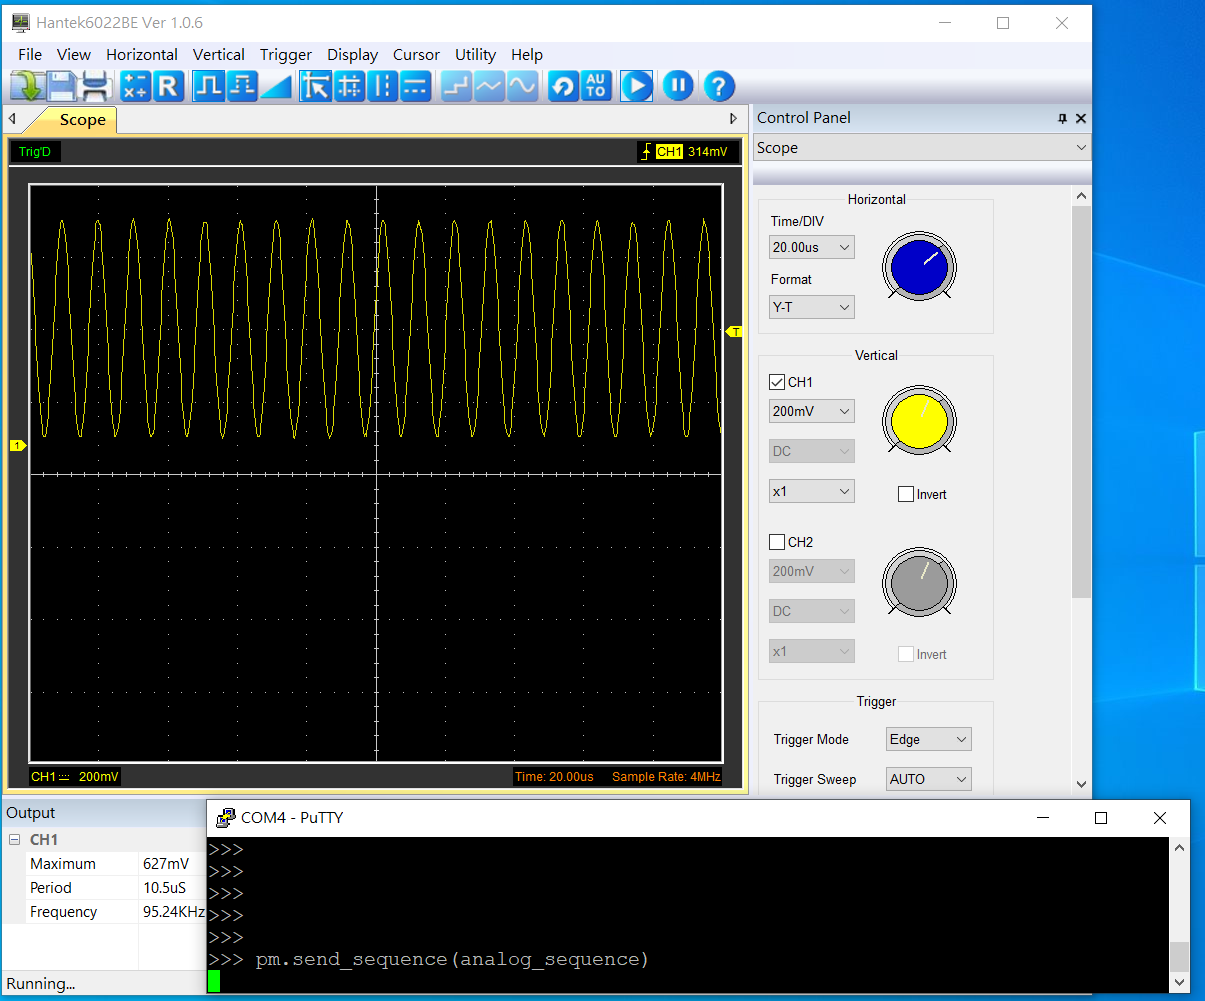 Hantek6022BE Ver 1.0.6
File View Horizontal Vertical Trigger Display Cursor Utility Help
R AU TO ?
Scope
Trig'D
CH1 314mV
T
1
CH1 200mV
Time: 20.00us Sample Rate: 4MHz
Control Panel
Scope
Horizontal
Time/DIV
20.00us
Format
Y-T
Vertical
CH1
200mV
DC
x1
Invert
CH2
200mV
DC
x1
Invert
Trigger
Trigger Mode Edge
Trigger Sweep AUTO
Output
CH1
Maximum 627mV
Period 10.5uS
Frequency 95.24KHz
Running...
COM4 - PuTTY
>>>
>>>
>>>
>>>
>>>
>>> pm.send_sequence(analog_sequence)